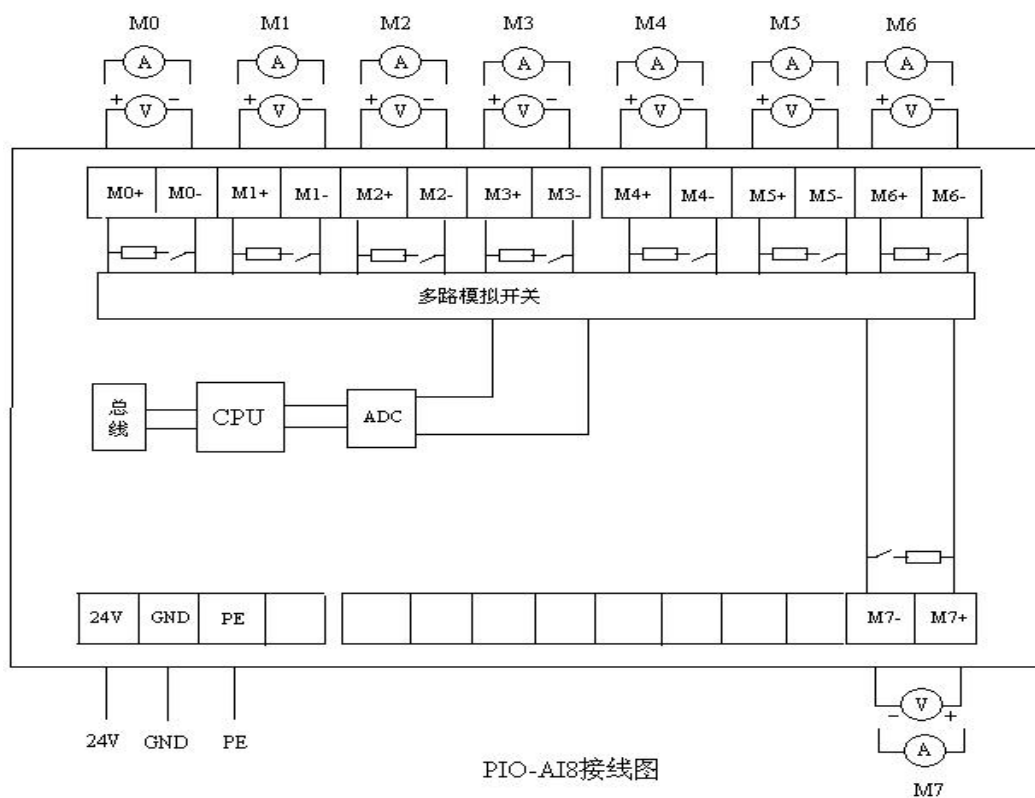 M0 M1 M2 M3 M4 M5 M6
A A A A A A A
+ V − + V − + V − + V − + V − + V − + V −
M0+ M0- M1+ M1- M2+ M2- M3+ M3- M4+ M4- M5+ M5- M6+ M6-
多路模拟开关
总线 CPU ADC
24V GND PE M7- M7+
− V +
24V GND PE
A
PIO-AI8接线图
M7